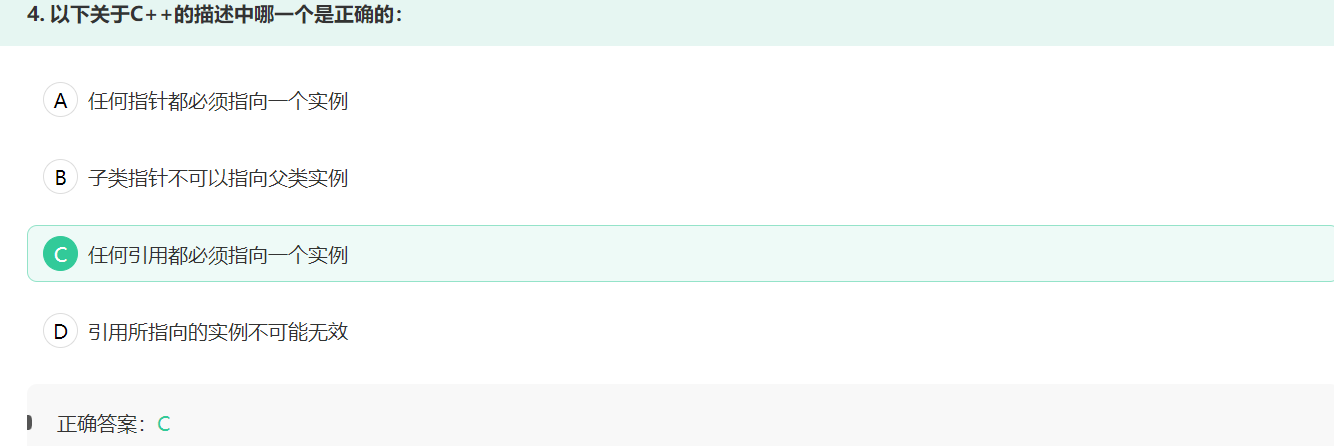 4. 以下关于C++的描述中哪一个是正确的：
A 任何指针都必须指向一个实例
B 子类指针不可以指向父类实例
C 任何引用都必须指向一个实例
D 引用所指向的实例不可能无效
正确答案：C